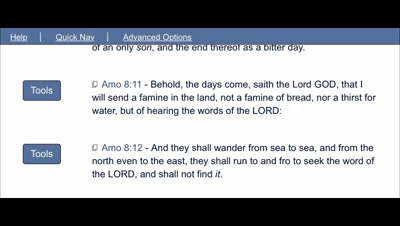 Help | Quick Nav | Advanced Options
of an only son, and the end thereof as a bitter day.
Tools
Amo 8:11 - Behold, the days come, saith the Lord GOD, that I
will send a famine in the land, not a famine of bread, nor a thirst for
water, but of hearing the words of the LORD:
Tools
Amo 8:12 - And they shall wander from sea to sea, and from
the north even to the east, they shall run to and fro to seek the word of
the LORD, and shall not find it.